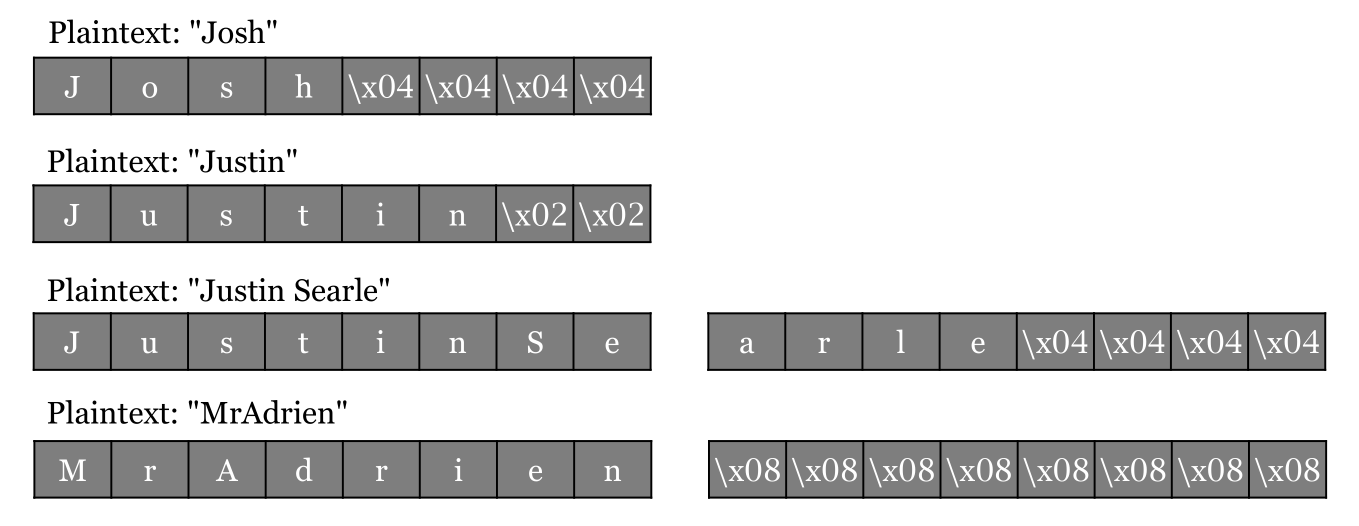 Plaintext: "Josh"
J o s h \x04 \x04 \x04 \x04
Plaintext: "Justin"
J u s t i n \x02 \x02
Plaintext: "Justin Searle"
J u s t i n S e a r l e \x04 \x04 \x04 \x04
Plaintext: "MrAdrien"
M r A d r i e n \x08 \x08 \x08 \x08 \x08 \x08 \x08 \x08